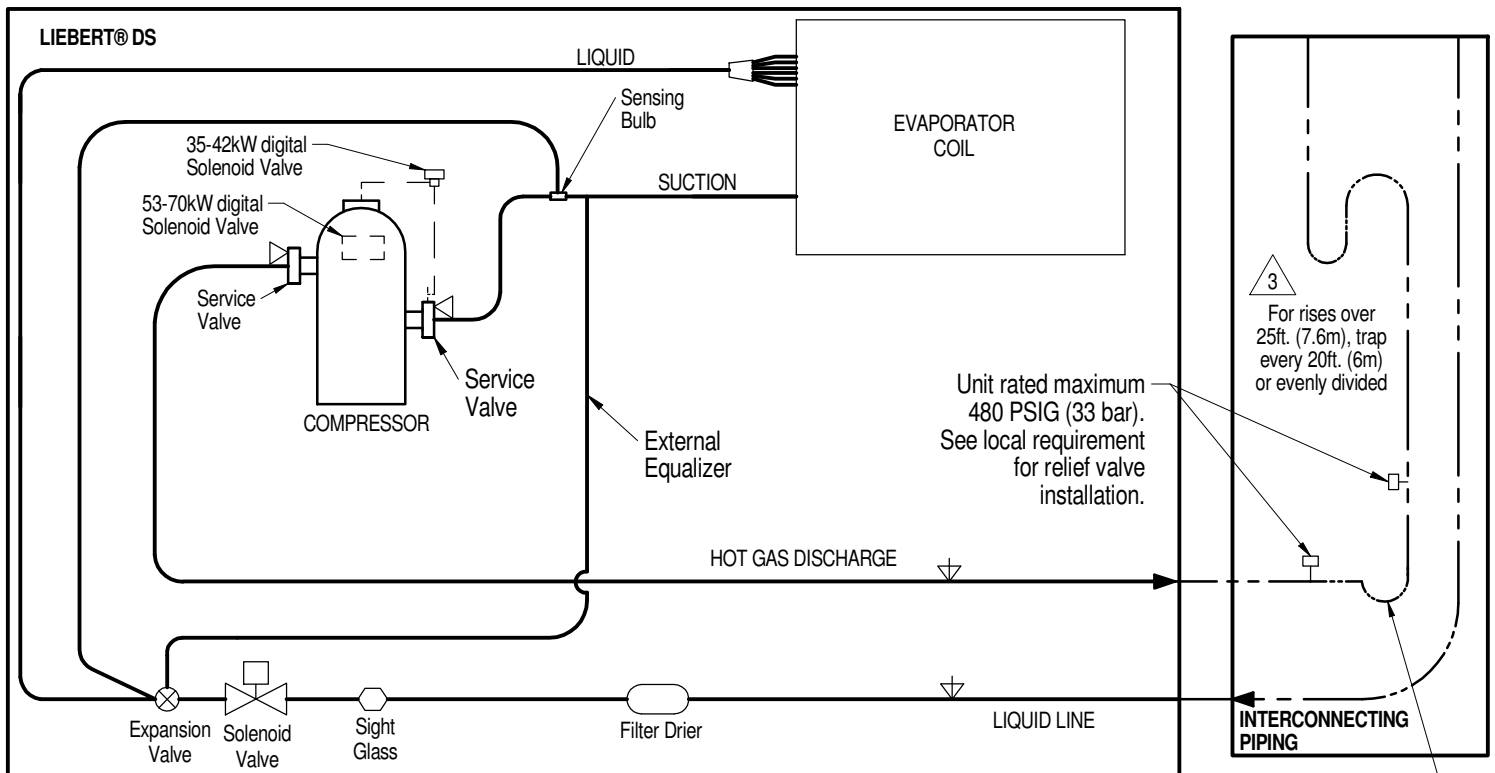 LIEBERT® DS
LIQUID
Sensing
Bulb
EVAPORATOR
COIL
35-42kW digital
Solenoid Valve
SUCTION
53-70kW digital
Solenoid Valve
Service
Valve
Service
Valve
COMPRESSOR
External
Equalizer
3
For rises over
25ft. (7.6m), trap
every 20ft. (6m)
or evenly divided
Unit rated maximum
480 PSIG (33 bar).
See local requirement
for relief valve
installation.
HOT GAS DISCHARGE
Expansion
Valve
Solenoid
Valve
Sight
Glass
Filter Drier
LIQUID LINE
INTERCONNECTING
PIPING